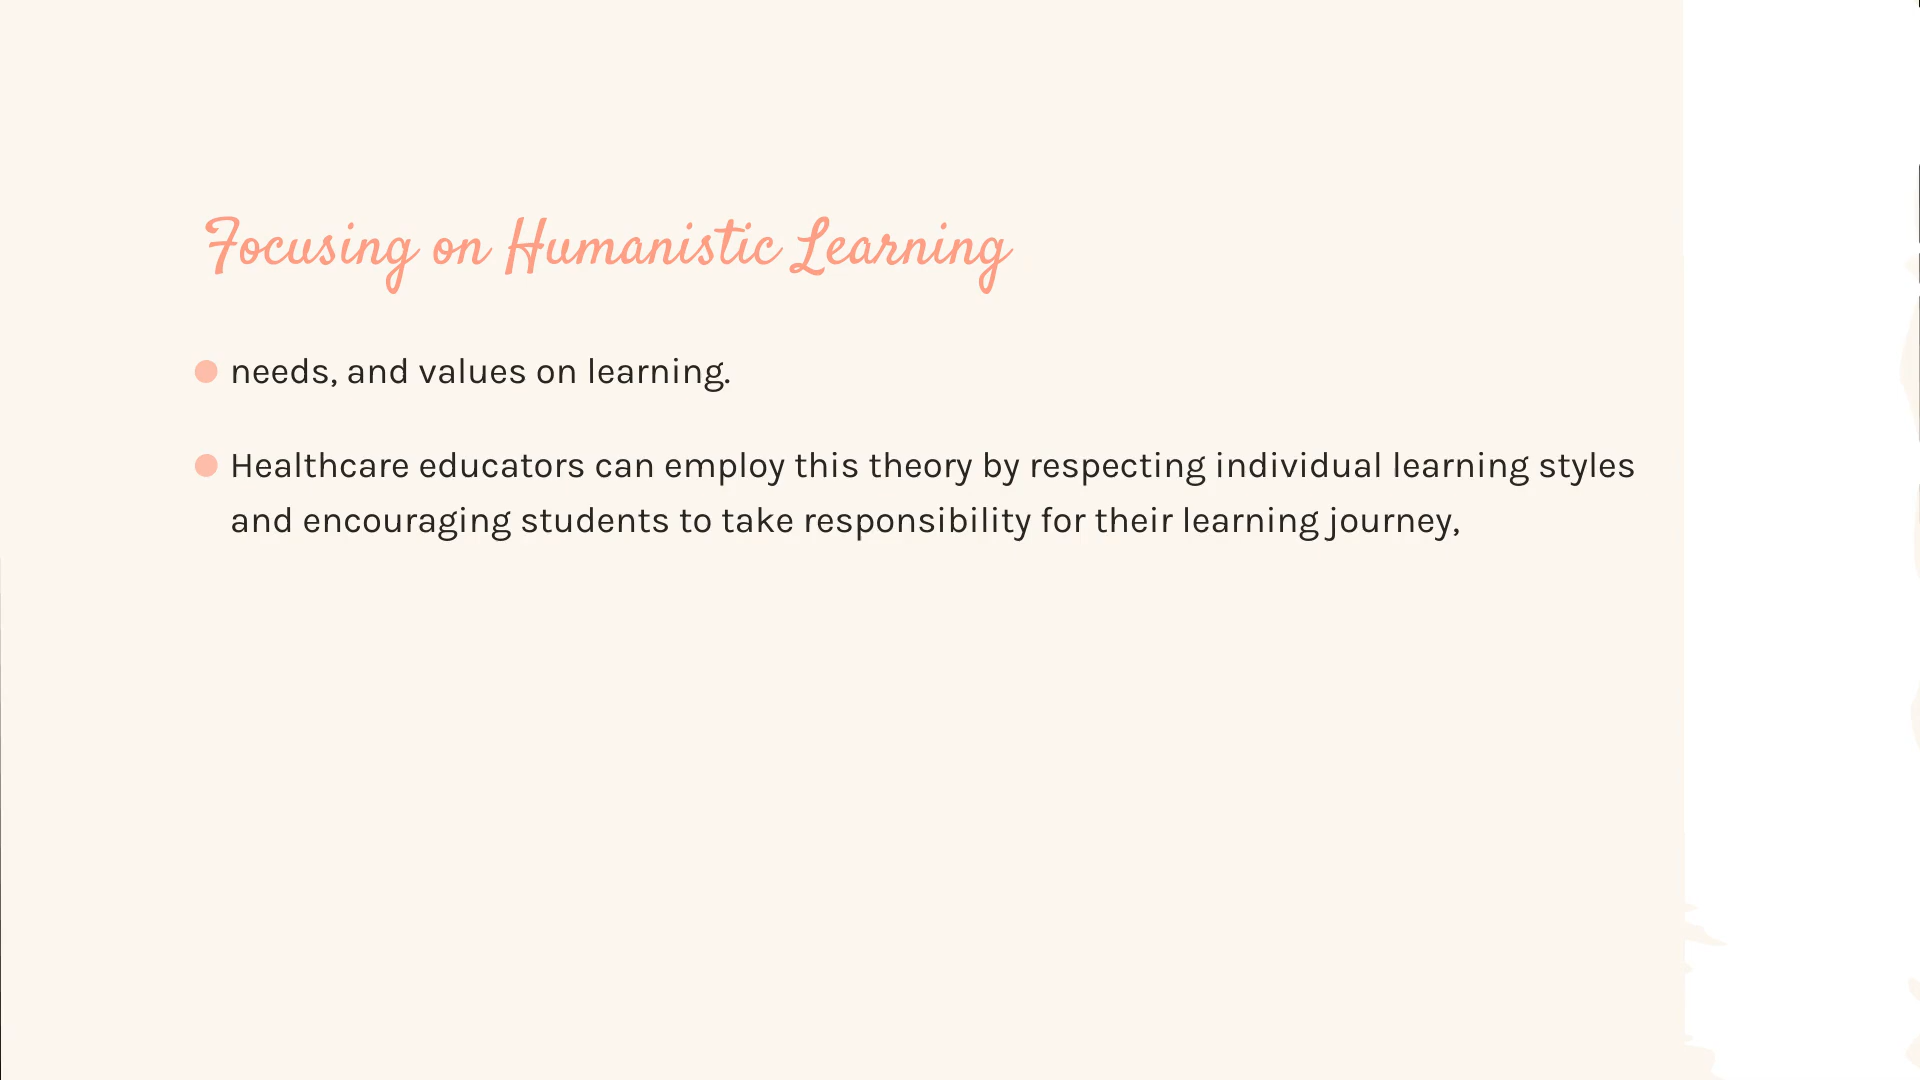 Focusing on Humanistic Learning
needs, and values on learning.
Healthcare educators can employ this theory by respecting individual learning styles
and encouraging students to take responsibility for their learning journey,